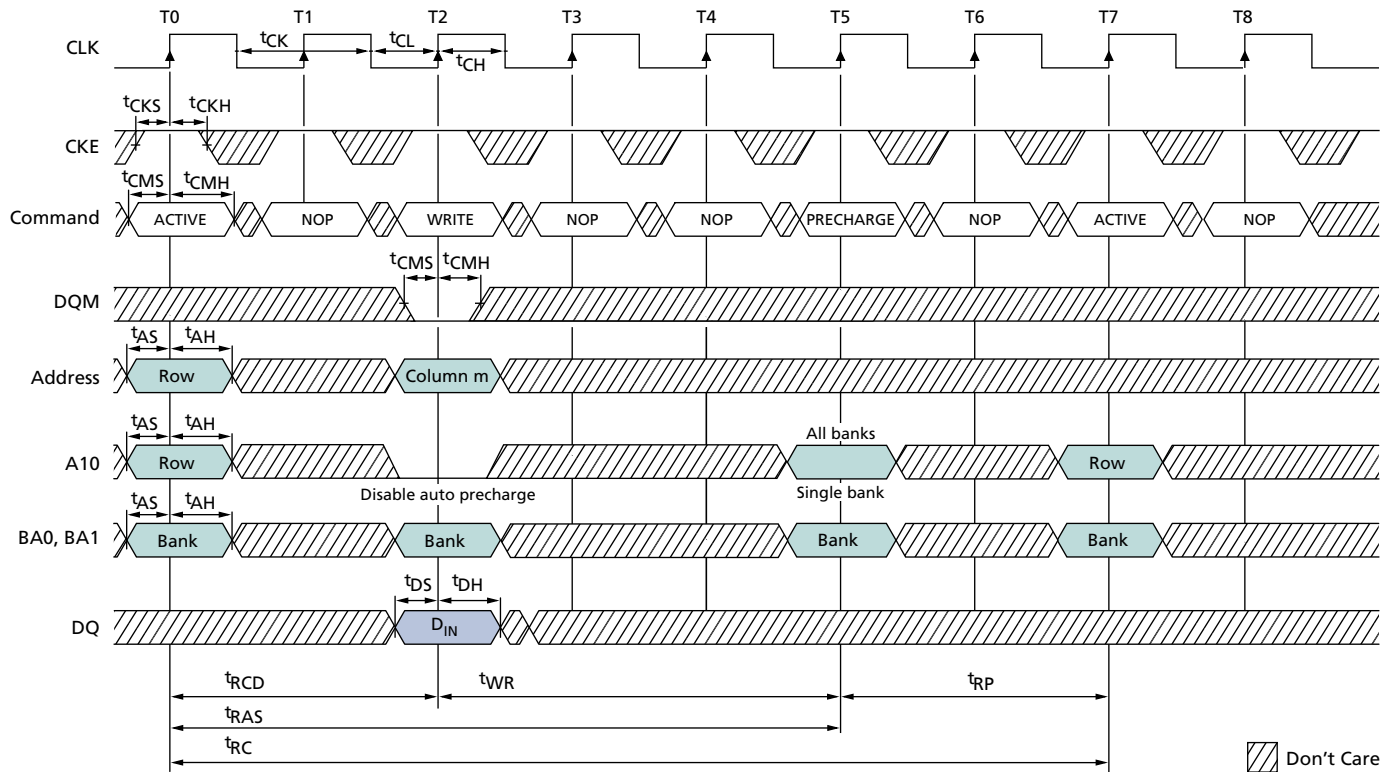 T0 T1 T2 T3 T4 T5 T6 T7 T8
CLK
tCK tCL
tCH
tCKS tCKH
CKE
tCMS tCMH
Command ACTIVE NOP WRITE NOP NOP PRECHARGE NOP ACTIVE NOP
tCMS tCMH
DQM
tAS tAH
Address Row Column m
tAS tAH
All banks
A10 Row Row
Disable auto precharge Single bank
tAS tAH
BA0, BA1 Bank Bank Bank Bank
tDS tDH
DQ DIN
tRCD tWR tRP
tRAS
tRC
Don't Care